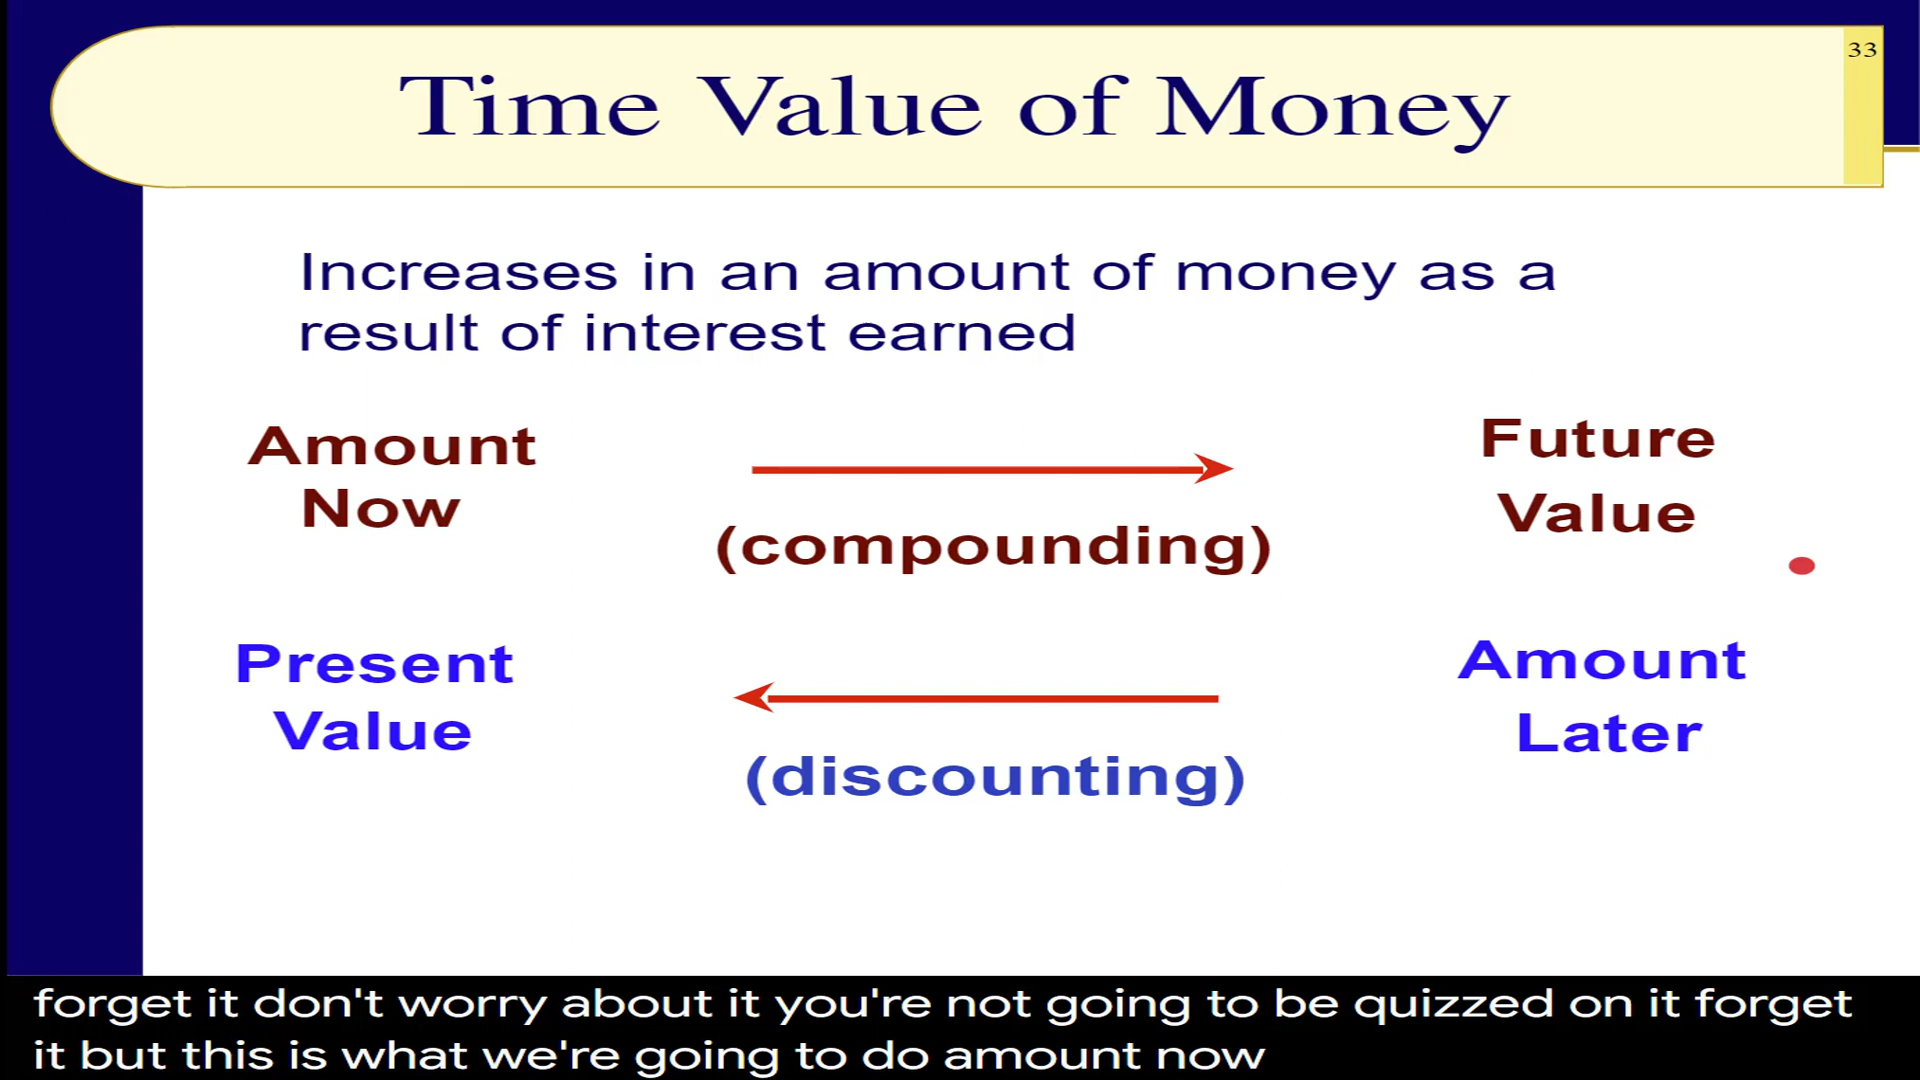 33
Time Value of Money
Increases in an amount of money as a
result of interest earned
Amount
Now
(compounding)
Future
Value
Present
Value
(discounting)
Amount
Later
forget it don't worry about it you're not going to be quizzed on it forget
it but this is what we're going to do amount now